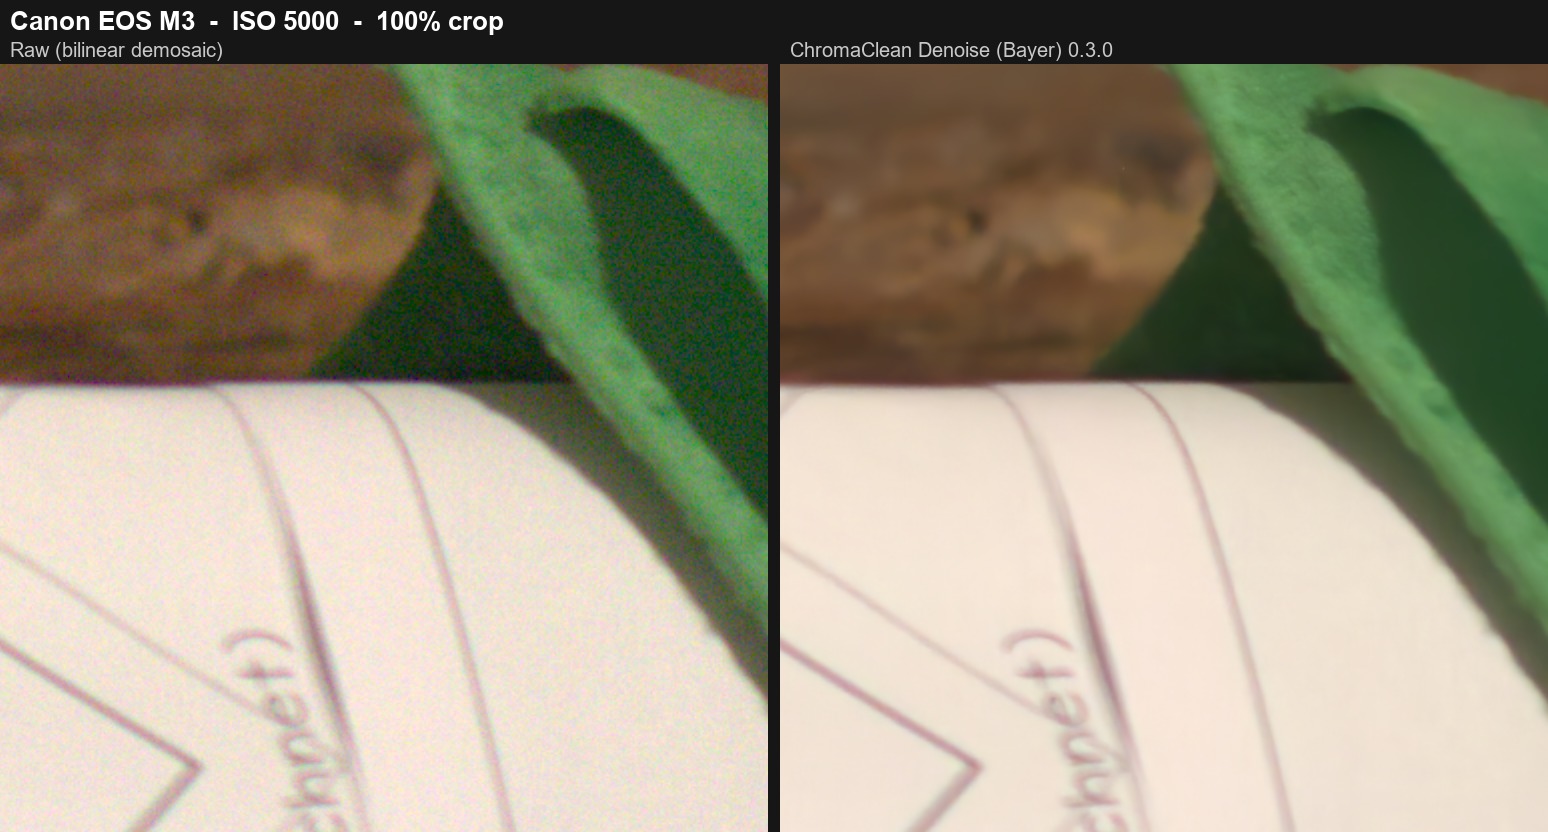 Canon EOS M3 - ISO 5000 - 100% crop
Raw (bilinear demosaic)
ChromaClean Denoise (Bayer) 0.3.0